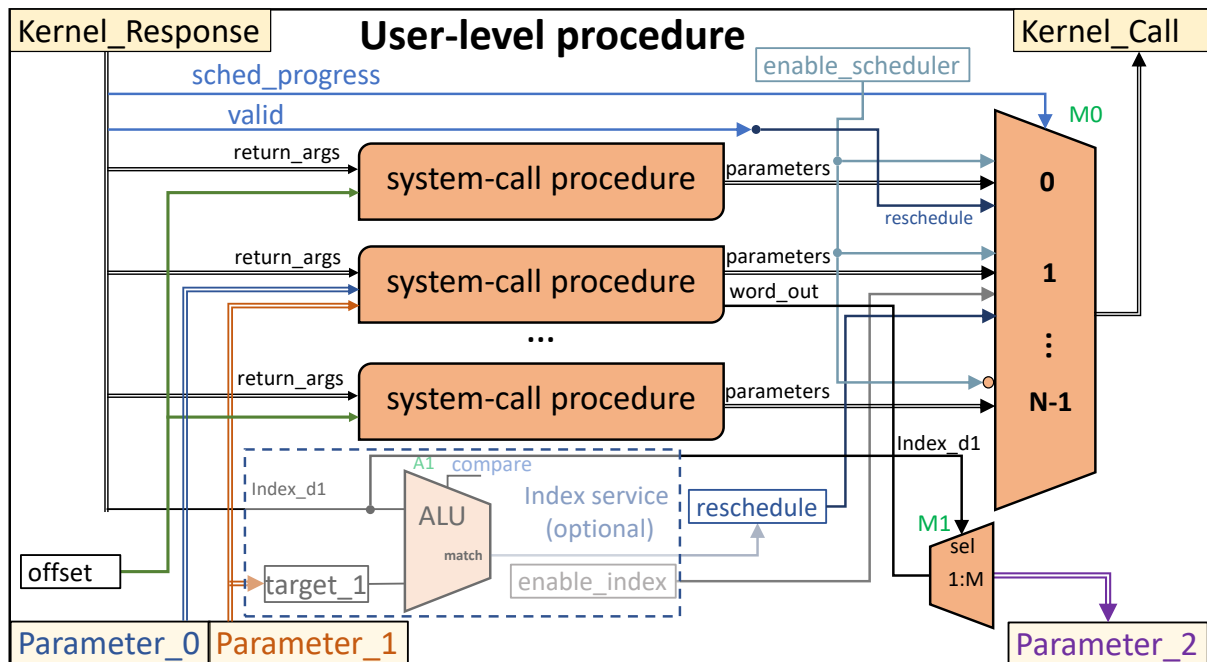 Kernel_Response
User-level procedure
Kernel_Call
sched_progress
enable_scheduler
M0
valid
return_args
system-call procedure
parameters
0
reschedule
return_args
system-call procedure
parameters
1
word_out
...
...
return_args
system-call procedure
parameters
N-1
Index_d1
A1
compare
Index_d1
ALU
Index service
(optional)
reschedule
match
M1
sel
1:M
offset
target_1
enable_index
Parameter_0
Parameter_1
Parameter_2